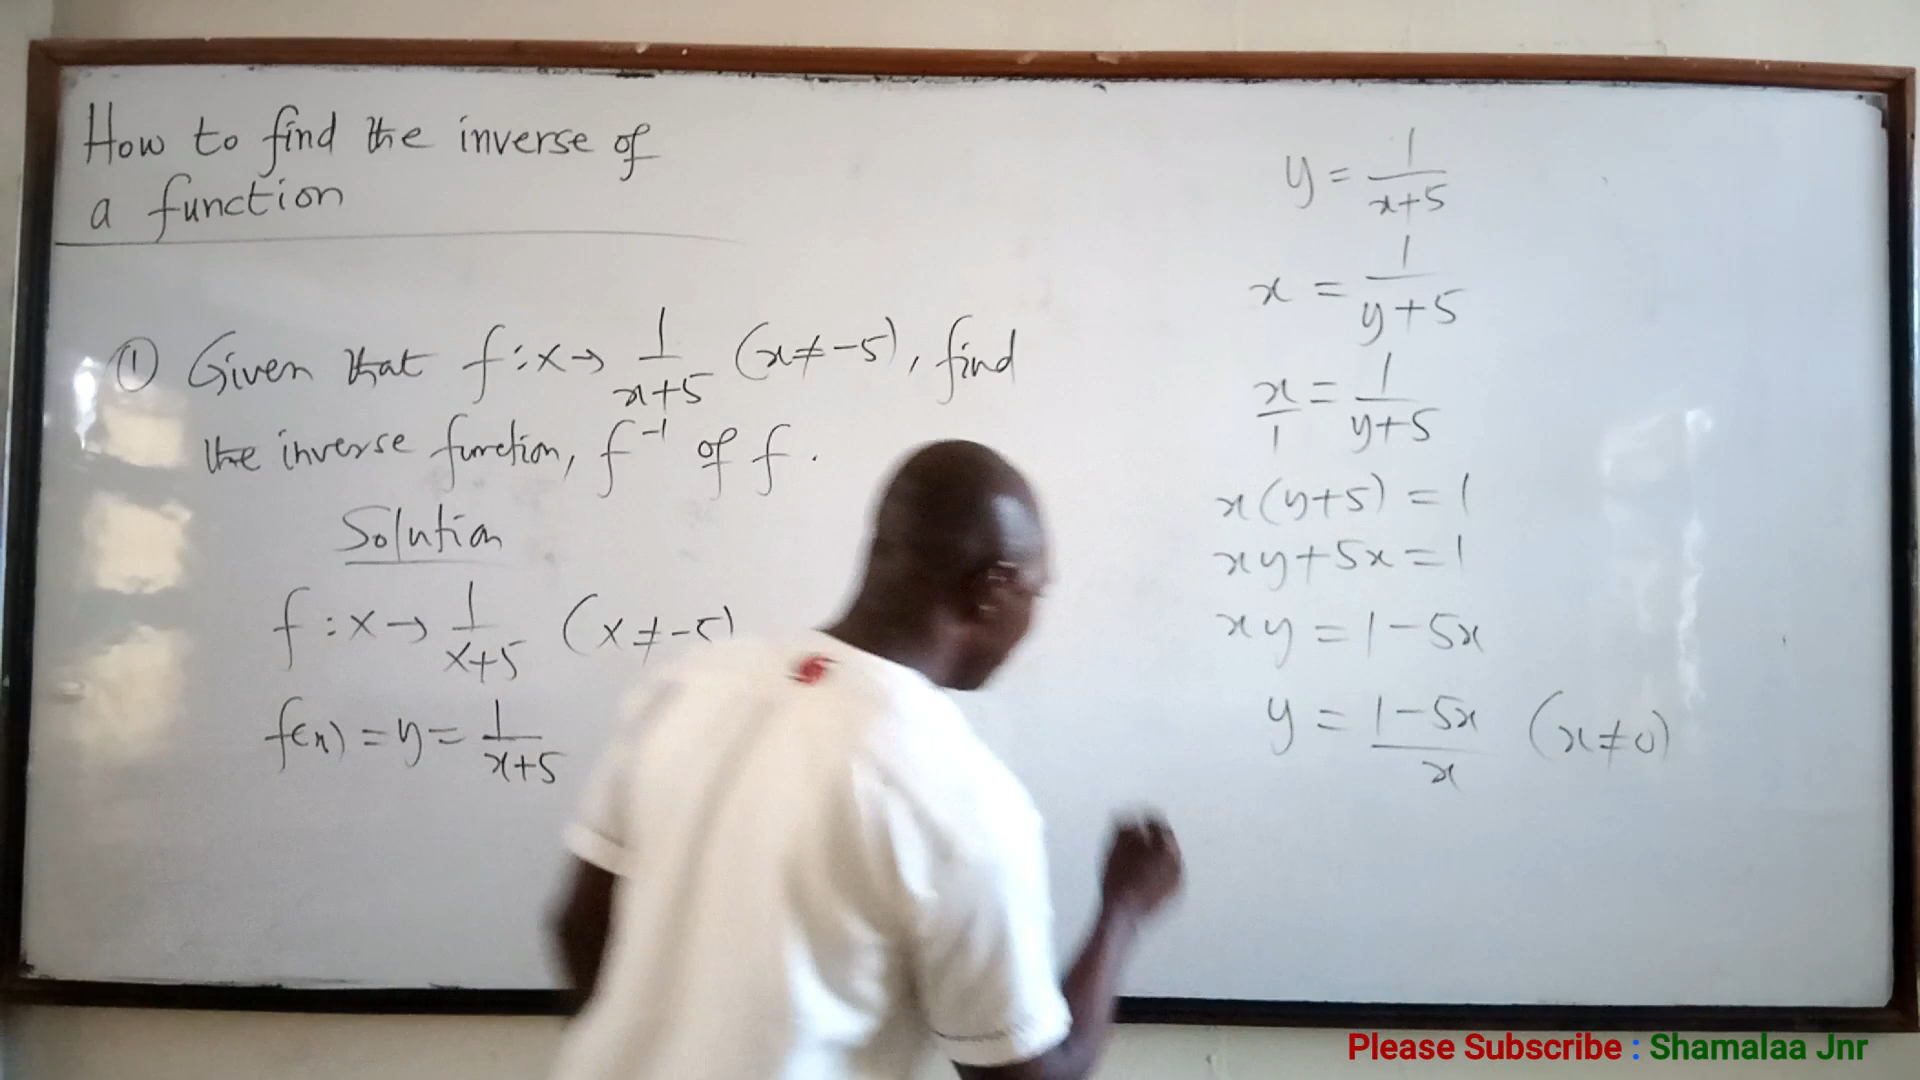 How to find the inverse of
a function
① Given that f:x→ 1/(x+5) (x≠-5), find
the inverse function, f⁻¹ of f.
Solution
f:x→ 1/(x+5) (x≠-5)
f(x) = y = 1/(x+5)
y = 1/(x+5)
x = 1/(y+5)
x/1 = 1/(y+5)
x(y+5) = 1
xy+5x = 1
xy = 1-5x
y = (1-5x)/x (x≠0)
Please Subscribe : Shamalaa Jnr